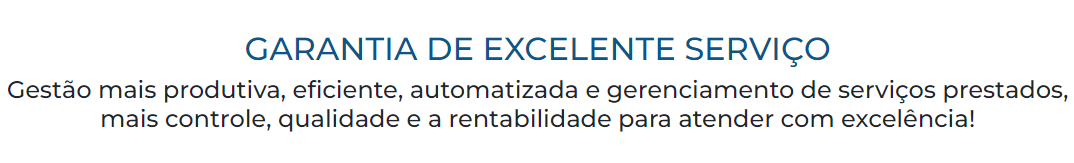 GARANTIA DE EXCELENTE SERVIÇO
Gestão mais produtiva, eficiente, automatizada e gerenciamento de serviços prestados,
mais controle, qualidade e a rentabilidade para atender com excelência!